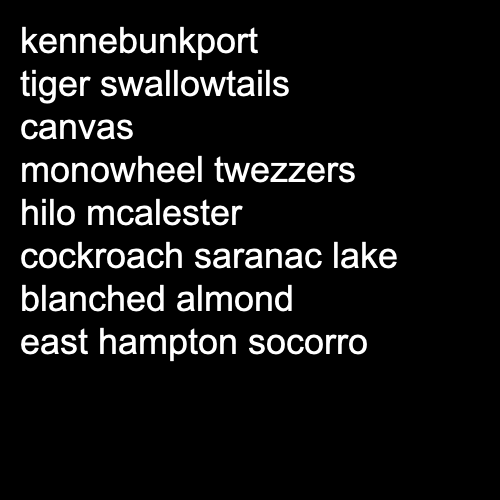 kennebunkport
tiger swallowtails
canvas
monowheel twezzers
hilo mcalester
cockroach saranac lake
blanched almond
east hampton socorro